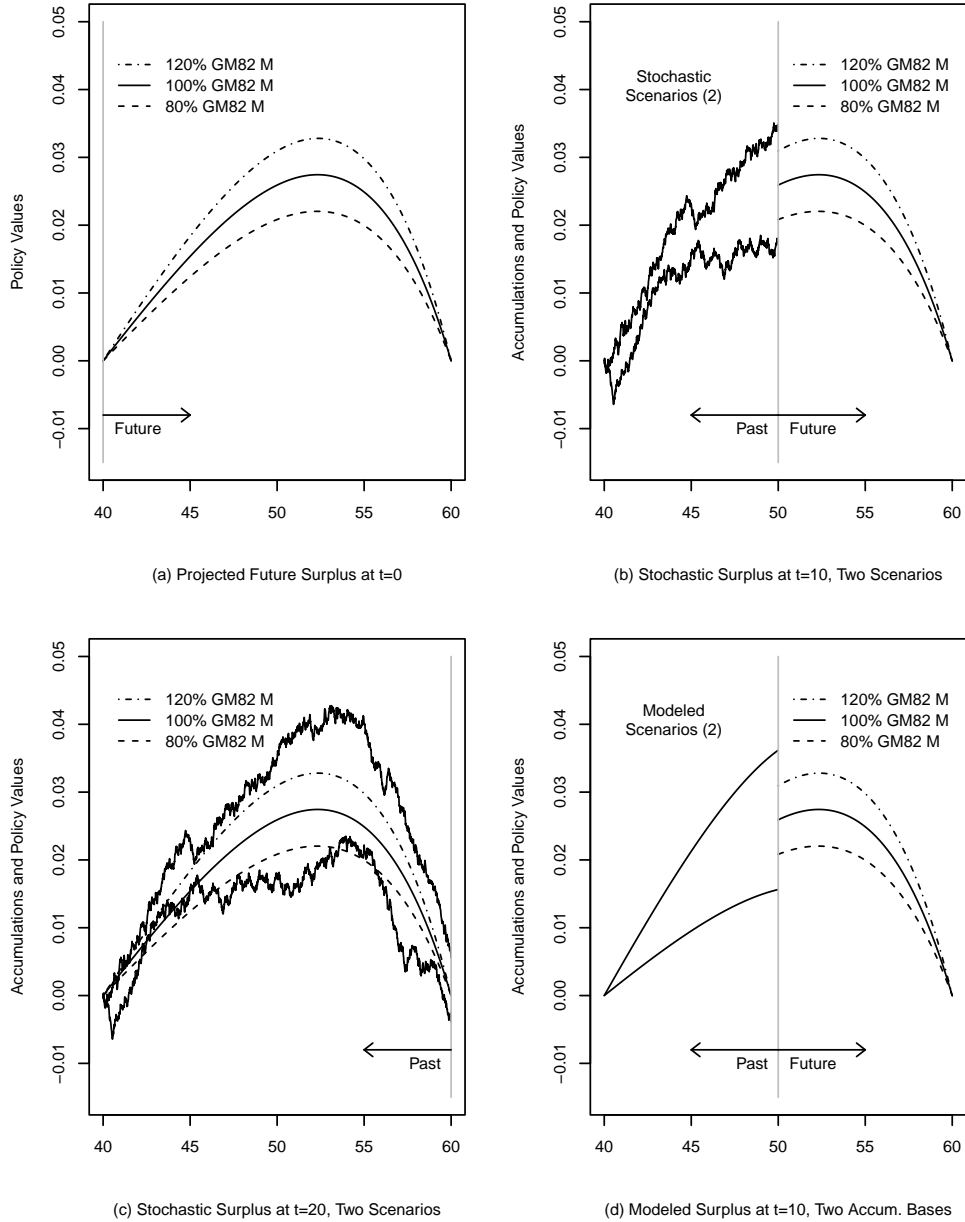 Policy Values
0.05
0.04
0.03
0.02
0.01
0.00
−0.01
120% GM82 M
100% GM82 M
80% GM82 M
Future
40 45 50 55 60
(a) Projected Future Surplus at t=0
Accumulations and Policy Values
0.05
0.04
0.03
0.02
0.01
0.00
−0.01
Stochastic
Scenarios (2)
120% GM82 M
100% GM82 M
80% GM82 M
Past Future
40 45 50 55 60
(b) Stochastic Surplus at t=10, Two Scenarios
Accumulations and Policy Values
0.05
0.04
0.03
0.02
0.01
0.00
−0.01
120% GM82 M
100% GM82 M
80% GM82 M
Past
40 45 50 55 60
(c) Stochastic Surplus at t=20, Two Scenarios
Accumulations and Policy Values
0.05
0.04
0.03
0.02
0.01
0.00
−0.01
Modeled
Scenarios (2)
120% GM82 M
100% GM82 M
80% GM82 M
Past Future
40 45 50 55 60
(d) Modeled Surplus at t=10, Two Accum. Bases